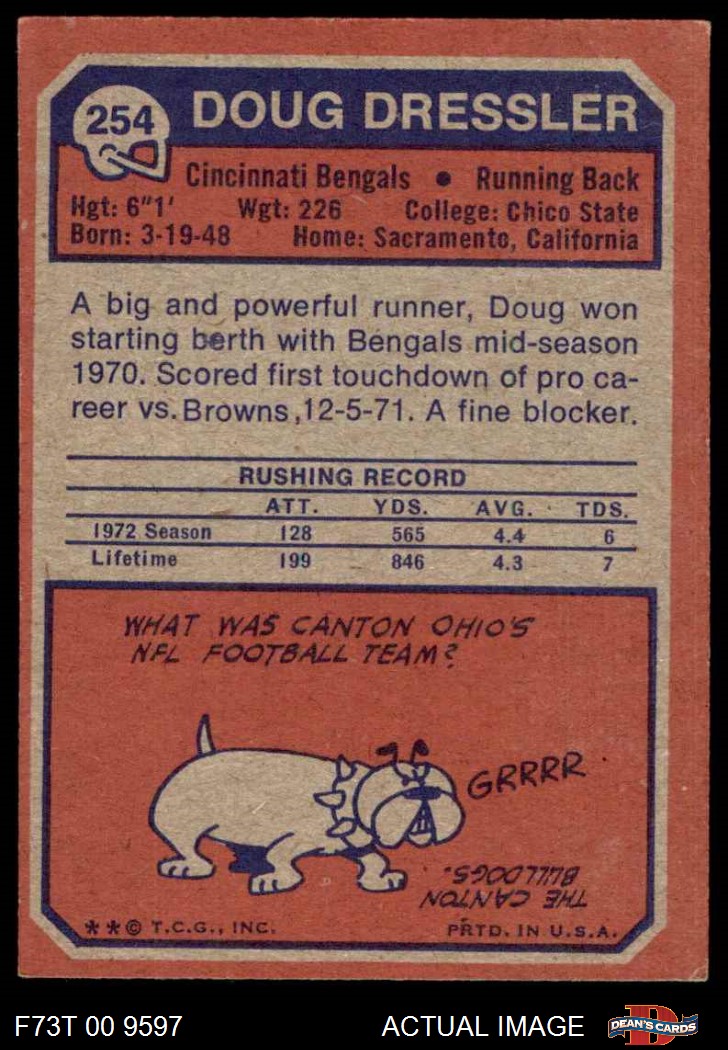 254
DOUG DRESSLER
Cincinnati Bengals • Running Back
Hgt: 6"1' Wgt: 226 College: Chico State
Born: 3-19-48 Home: Sacramento, California
A big and powerful runner, Doug won
starting berth with Bengals mid-season
1970. Scored first touchdown of pro ca-
reer vs. Browns,12-5-71. A fine blocker.
RUSHING RECORD
ATT. YDS. AVG. TDS.
1972 Season 128 565 4.4 6
Lifetime 199 846 4.3 7
WHAT WAS CANTON OHIO'S
NFL FOOTBALL TEAM?
GRRRR
THE CANTON
BULLDOGS.
**© T.C.G., INC. PRTD. IN U.S.A.
F73T 00 9597 ACTUAL IMAGE D DEAN'S CARDS